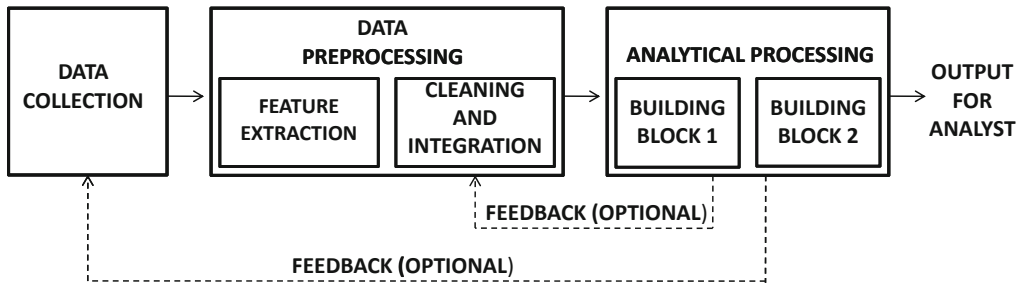 DATA
COLLECTION
DATA
PREPROCESSING
FEATURE
EXTRACTION
CLEANING
AND
INTEGRATION
ANALYTICAL PROCESSING
BUILDING
BLOCK 1
BUILDING
BLOCK 2
OUTPUT
FOR
ANALYST
FEEDBACK (OPTIONAL)
FEEDBACK (OPTIONAL)